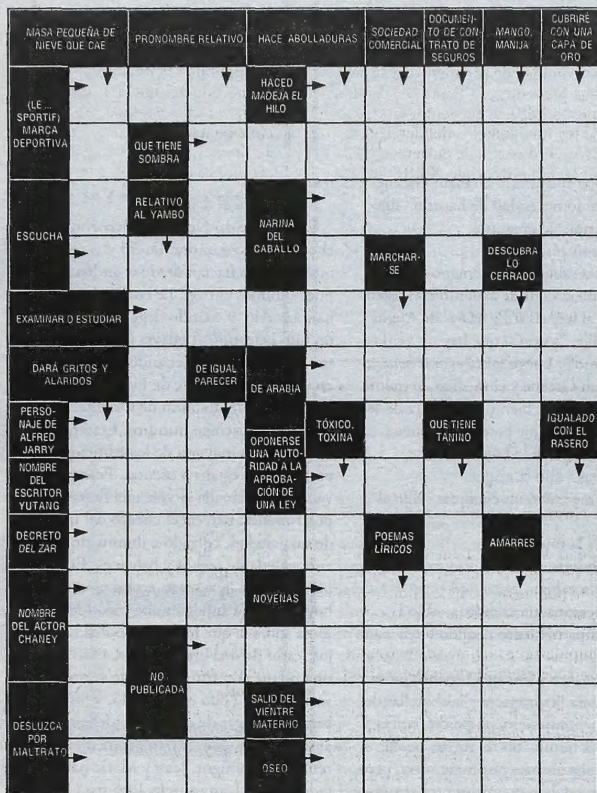 MASA PEQUEÑA DE
NIEVE QUE CAE
PRONOMBRE RELATIVO
HACE ABOLLADURAS
SOCIEDAD
COMERCIAL
DOCUMEN-
TO DE CON-
TRATO DE
SEGUROS
MANGO,
MANIJA
CUBRIRÉ
CON UNA
CAPA DE
ORO
(LE ...
SPORTIF)
MARCA
DEPORTIVA
HACED
MADEJA EL
HILO
QUE TIENE
SOMBRA
ESCUCHA
RELATIVO
AL YAMBO
NARINA
DEL
CABALLO
MARCHAR-
SE
DESCUBRA
LO
CERRADO
EXAMINAR O ESTUDIAR
DARÁ GRITOS Y
ALARIDOS
DE IGUAL
PARECER
DE ARABIA
PERSO-
NAJE DE
ALFRED
JARRY
OPONERSE
UNA AUTO-
RIDAD A LA
APROBA-
CIÓN DE
UNA LEY
TÓXICO,
TOXINA
QUE TIENE
TANINO
IGUALADO
CON EL
RASERO
NOMBRE
DEL
ESCRITOR
YUTANG
DECRETO
DEL ZAR
POEMAS
LÍRICOS
AMARRES
NOMBRE
DEL ACTOR
CHANEY
NOVENAS
NO
PUBLICADA
DESLUZCA
POR
MALTRATO
SALID DEL
VIENTRE
MATERNO
OSEO